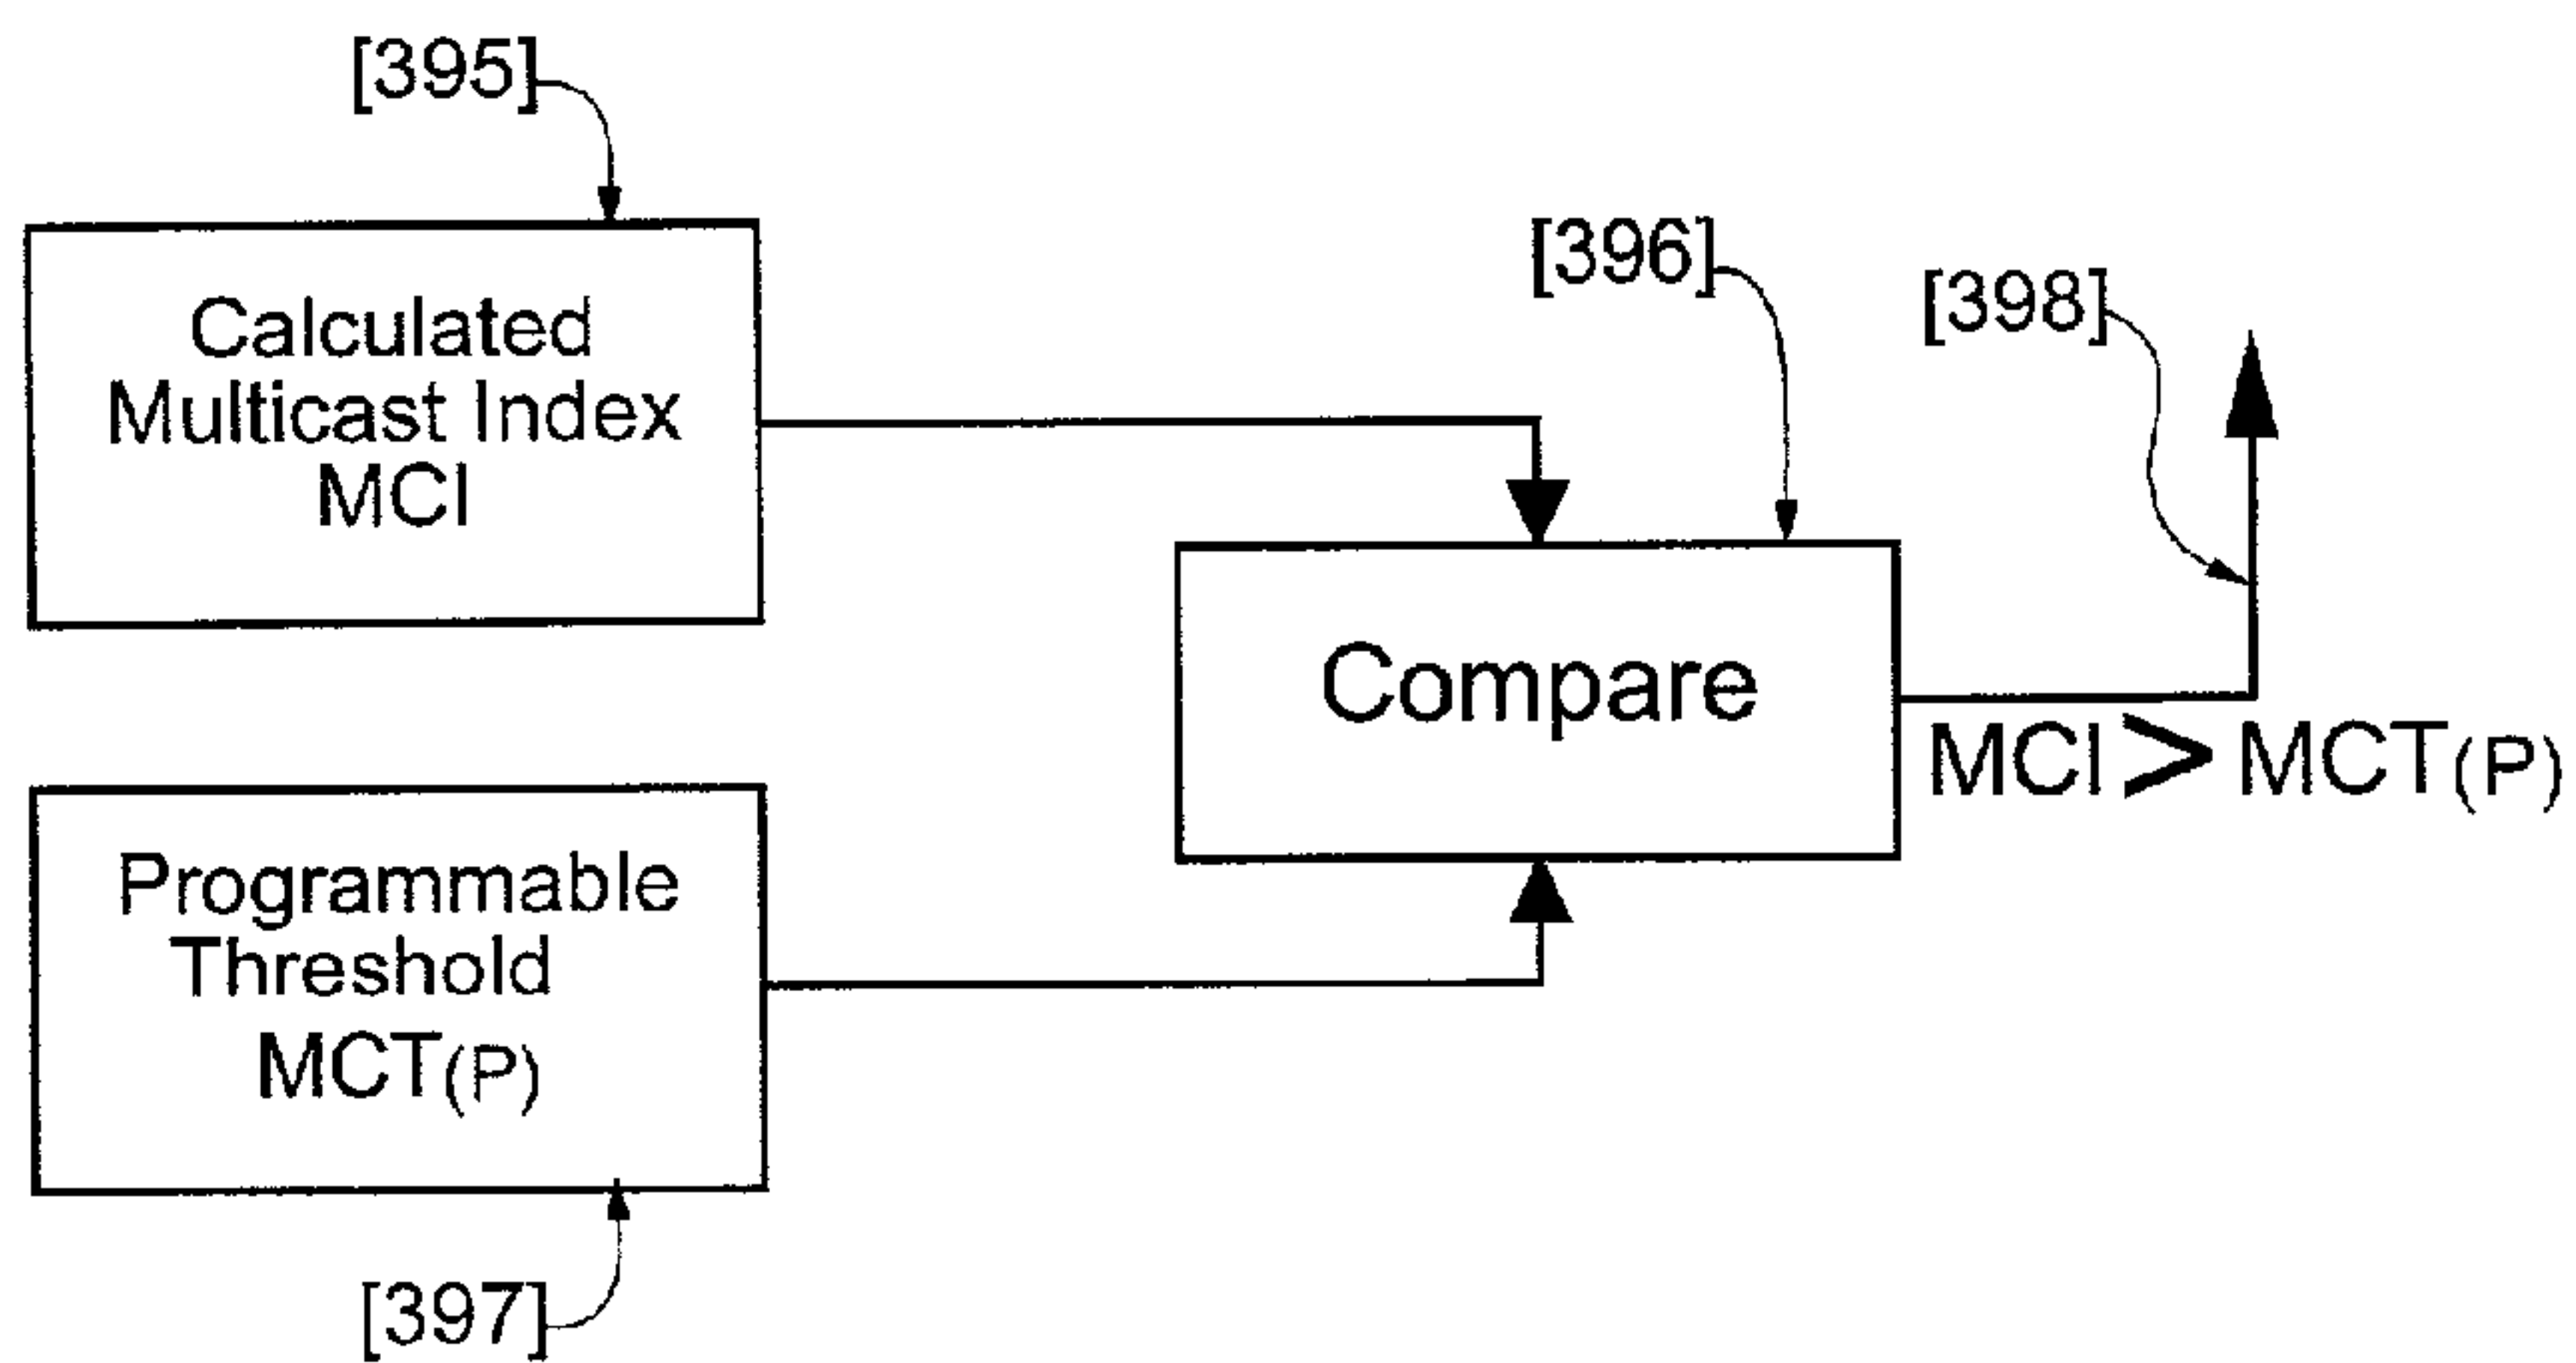 [395]
Calculated
Multicast Index
MCI
[396]
[398]
Compare
MCI > MCT(P)
Programmable
Threshold
MCT(P)
[397]